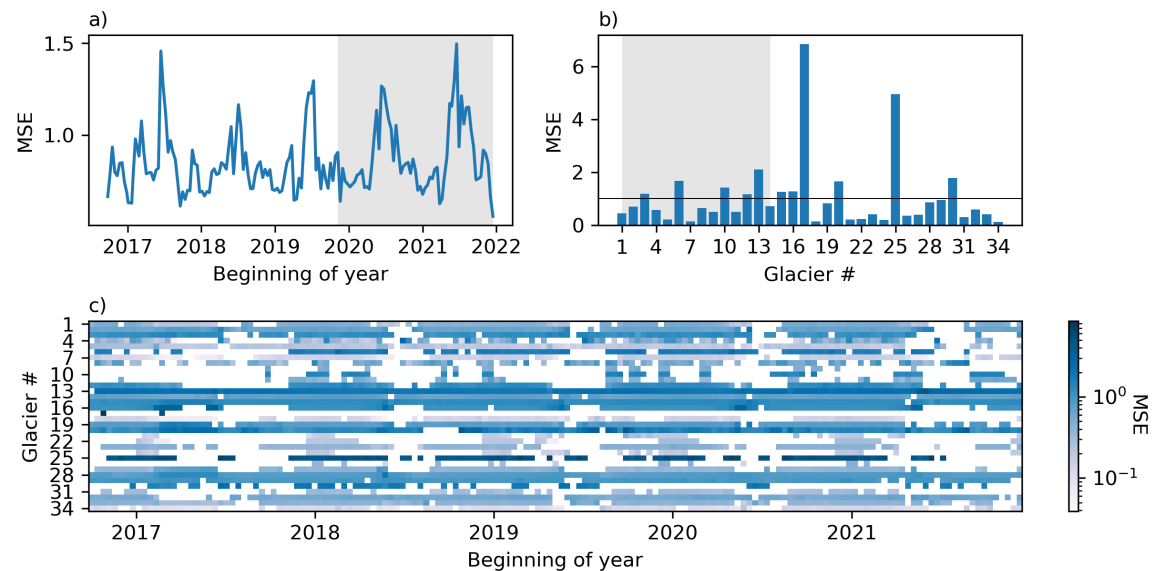 a)
1.5
1.0
MSE
2017 2018 2019 2020 2021 2022
Beginning of year
b)
6
4
2
0
MSE
1 4 7 10 13 16 19 22 25 28 31 34
Glacier #
c)
1
4
7
10
13
16
19
22
25
28
31
34
Glacier #
2017 2018 2019 2020 2021
Beginning of year
10⁰
10⁻¹
MSE